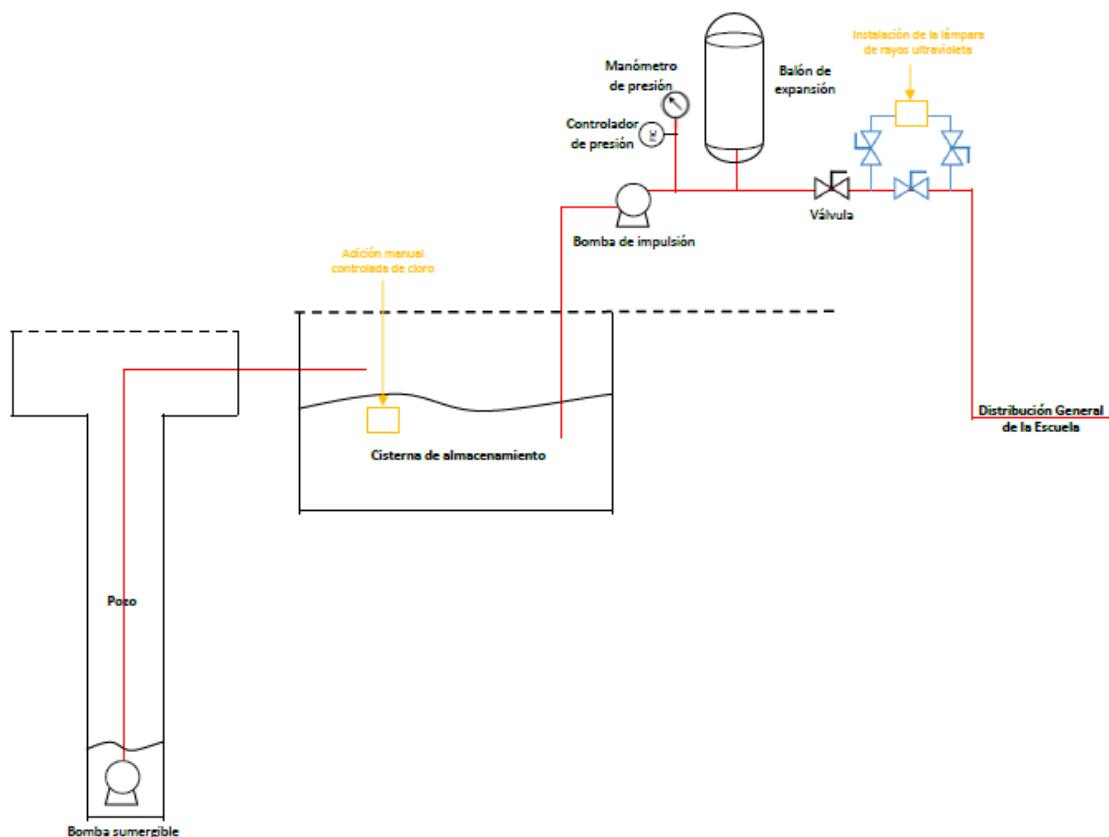 Instalación de la lámpara
de rayos ultravioleta
Manómetro
de presión
Balón de
expansión
Controlador
de presión
Válvula
Bomba de impulsión
Adición manual
controlada de cloro
Distribución General
de la Escuela
Cisterna de almacenamiento
Pozo
Bomba sumergible